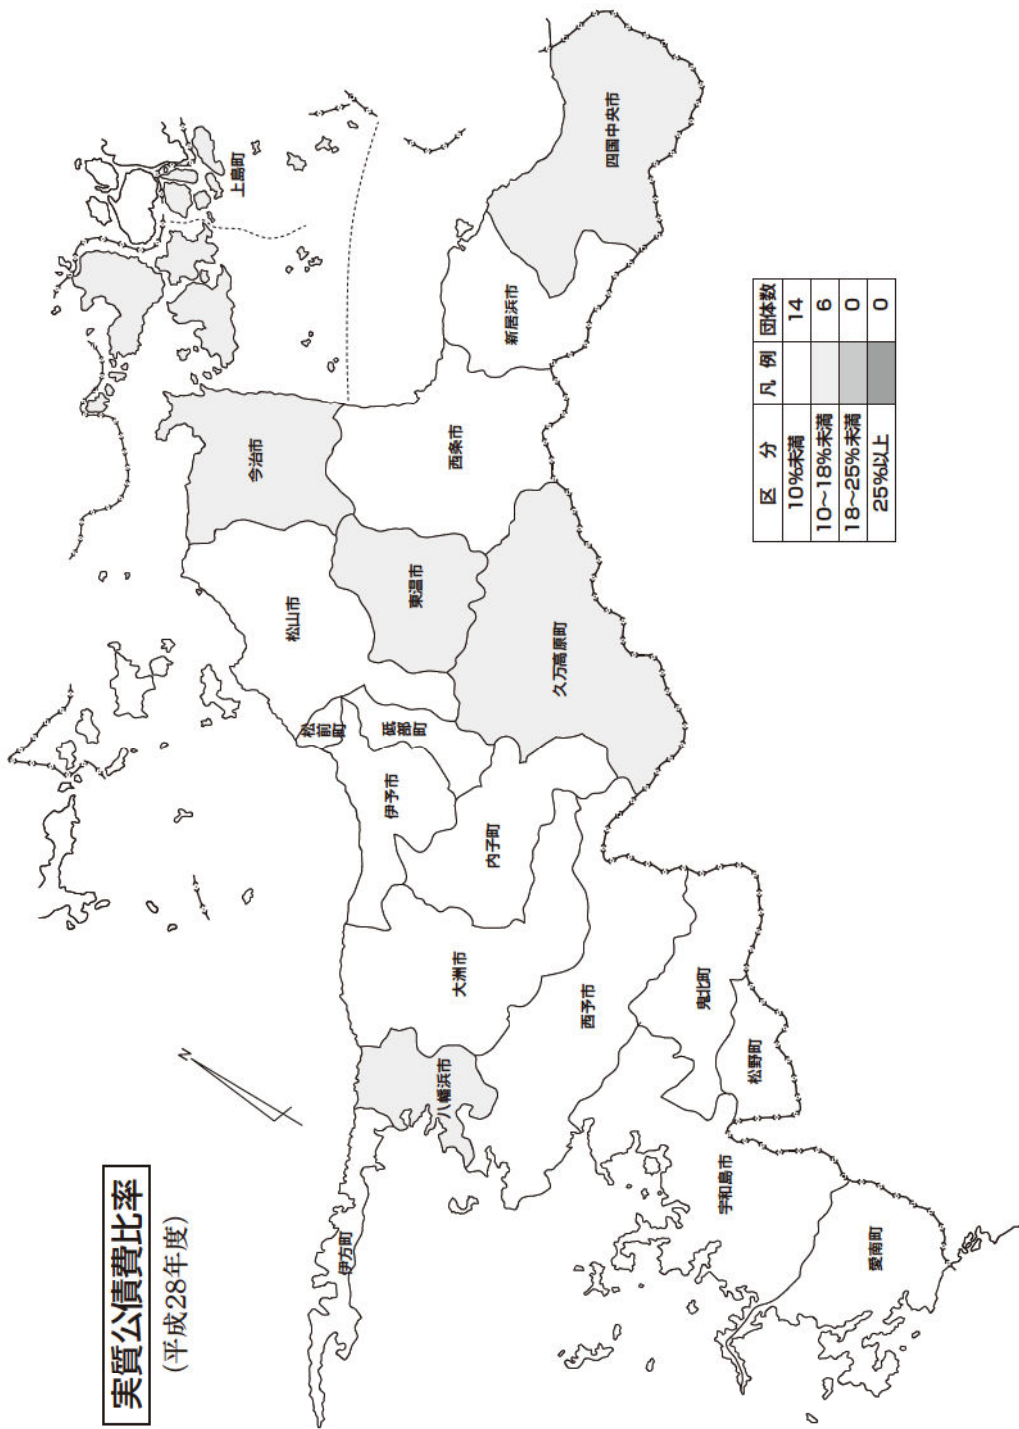 実質公債費比率
(平成28年度)
上島町
四国中央市
新居浜市
西条市
今治市
東温市
松山市
久万高原町
松前町
砥部町
伊予市
内子町
大洲市
西予市
八幡浜市
伊方町
鬼北町
松野町
宇和島市
愛南町
N
区 分 凡 例 団体数
10%未満 14
10~18%未満 6
18~25%未満 0
25%以上 0